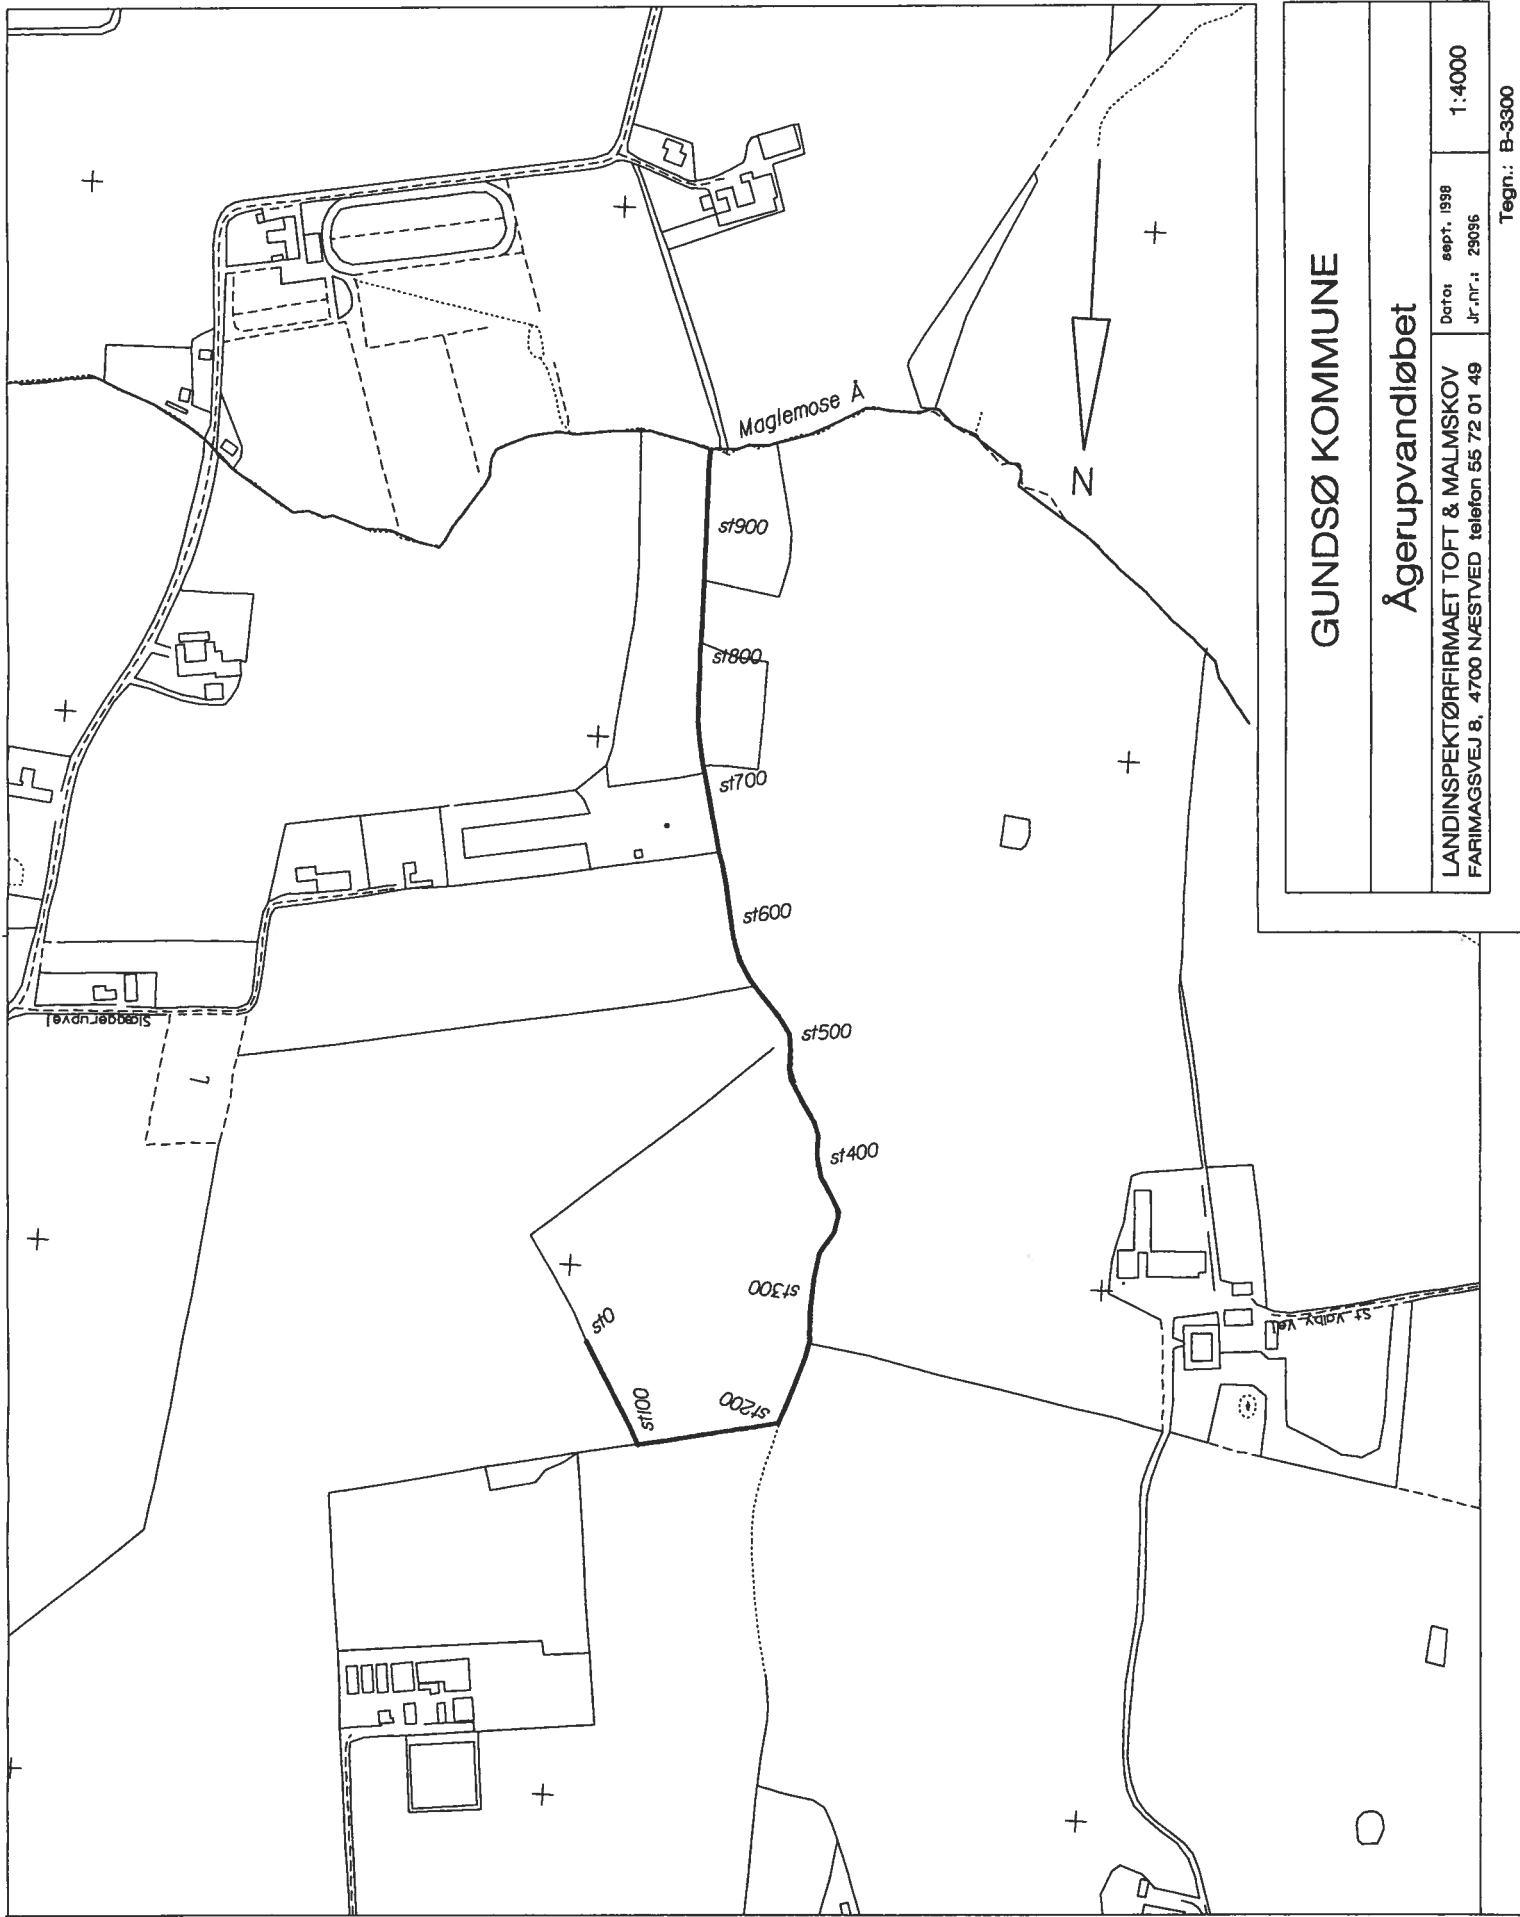 GUNDSØ KOMMUNE
Ågerupvandløbet
LANDINSPEKTØRFIRMAET TOFT & MALMSKOV
FARIMAGSVEJ 8, 4700 NÆSTVED telefon 55 72 01 49
Dato: sept. 1998
Jr.nr.: 29096
1:4000
Tegn.: B-3300
Maglemose Å
N
st900
st800
st700
st600
st500
st400
st300
st200
st100
st0
Slæggerupvej
L
St Valby Vej